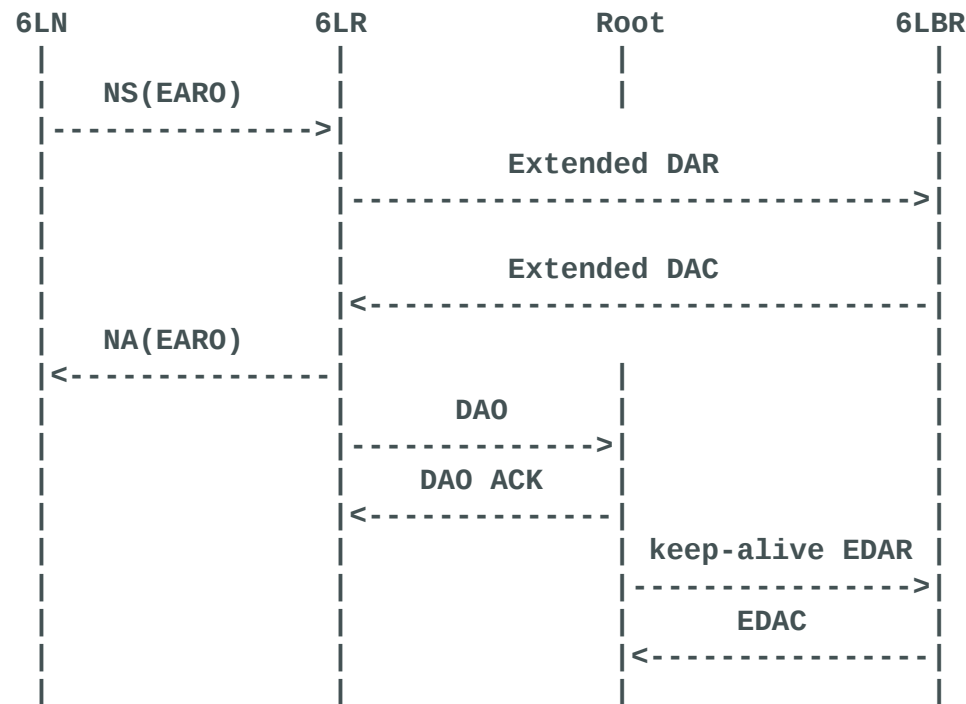 6LN 6LR Root 6LBR
NS(EARO)
Extended DAR
Extended DAC
NA(EARO)
DAO
DAO ACK
keep-alive EDAR
EDAC